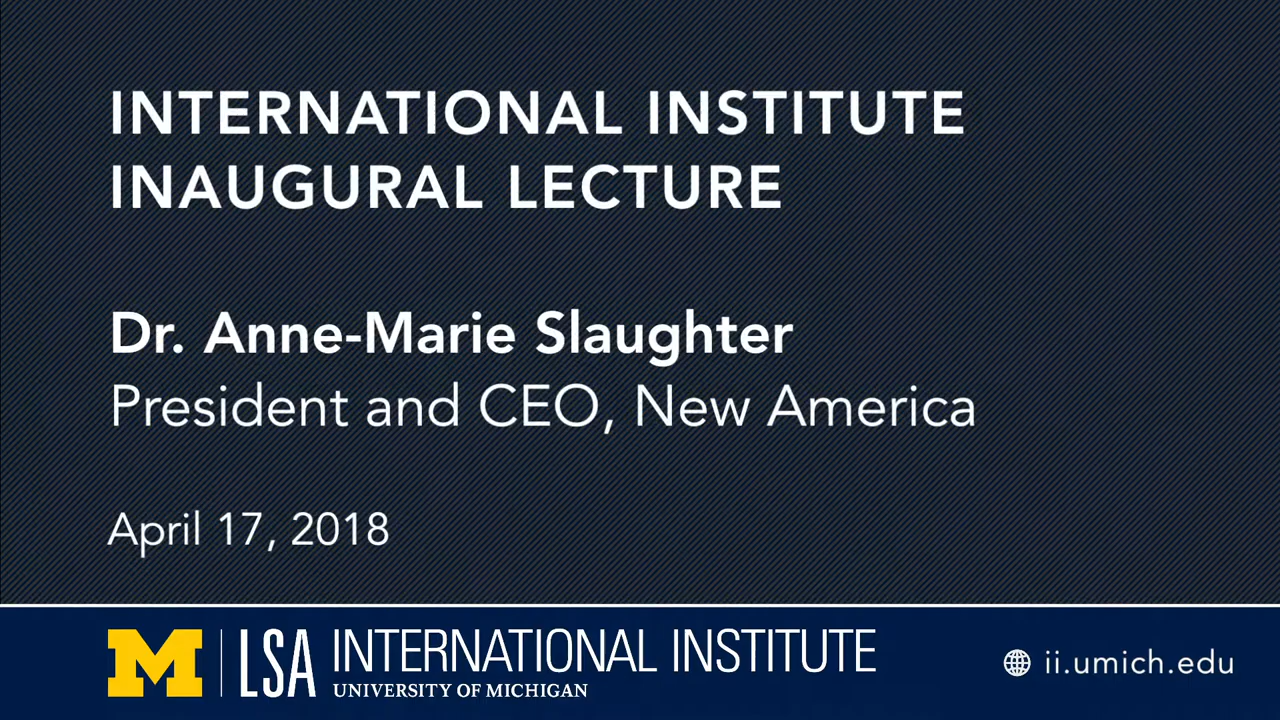 INTERNATIONAL INSTITUTE
INAUGURAL LECTURE
Dr. Anne-Marie Slaughter
President and CEO, New America
April 17, 2018
M LSA INTERNATIONAL INSTITUTE
UNIVERSITY OF MICHIGAN
ii.umich.edu